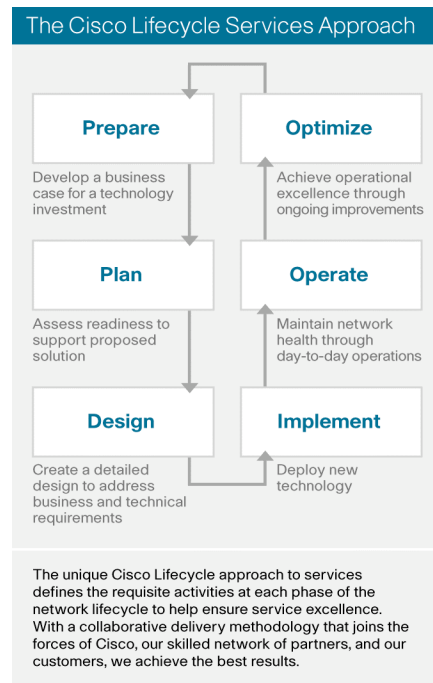 The Cisco Lifecycle Services Approach
Prepare
Develop a business
case for a technology
investment
Plan
Assess readiness to
support proposed
solution
Design
Create a detailed
design to address
business and technical
requirements
Implement
Deploy new
technology
Operate
Maintain network
health through
day-to-day operations
Optimize
Achieve operational
excellence through
ongoing improvements
The unique Cisco Lifecycle approach to services
defines the requisite activities at each phase of the
network lifecycle to help ensure service excellence.
With a collaborative delivery methodology that joins the
forces of Cisco, our skilled network of partners, and our
customers, we achieve the best results.